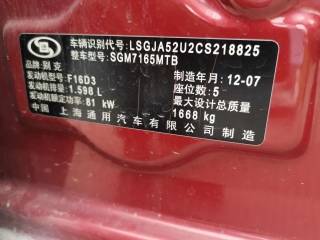 车辆识别代号: LSGJA52U2CS218825
整车型号: SGM7165MTB
品牌: 别克
制造年月: 12-07
发动机型号: F16D3
座位数: 5
发动机排量: 1.598 L
最大设计总质量
发动机额定功率: 81 kW
1668 kg
中国 上海通用汽车有限公司制造